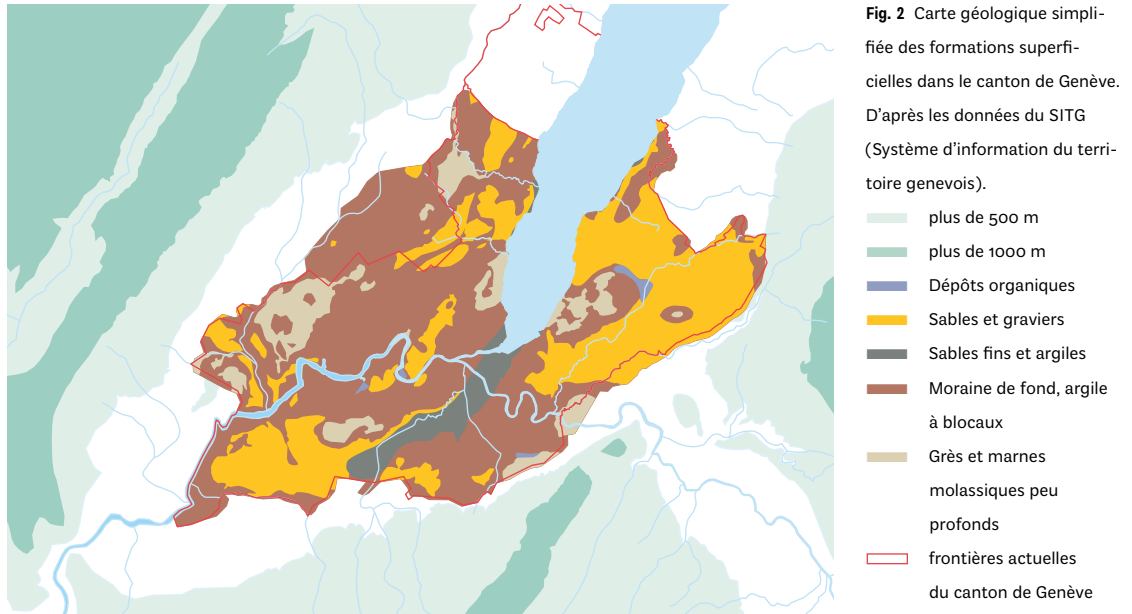 Fig. 2 Carte géologique simpli-
fiée des formations superfi-
cielles dans le canton de Genève.
D'après les données du SITG
(Système d'information du terri-
toire genevois).
plus de 500 m
plus de 1000 m
Dépôts organiques
Sables et graviers
Sables fins et argiles
Moraine de fond, argile
à blocaux
Grès et marnes
molassiques peu
profonds
frontières actuelles
du canton de Genève